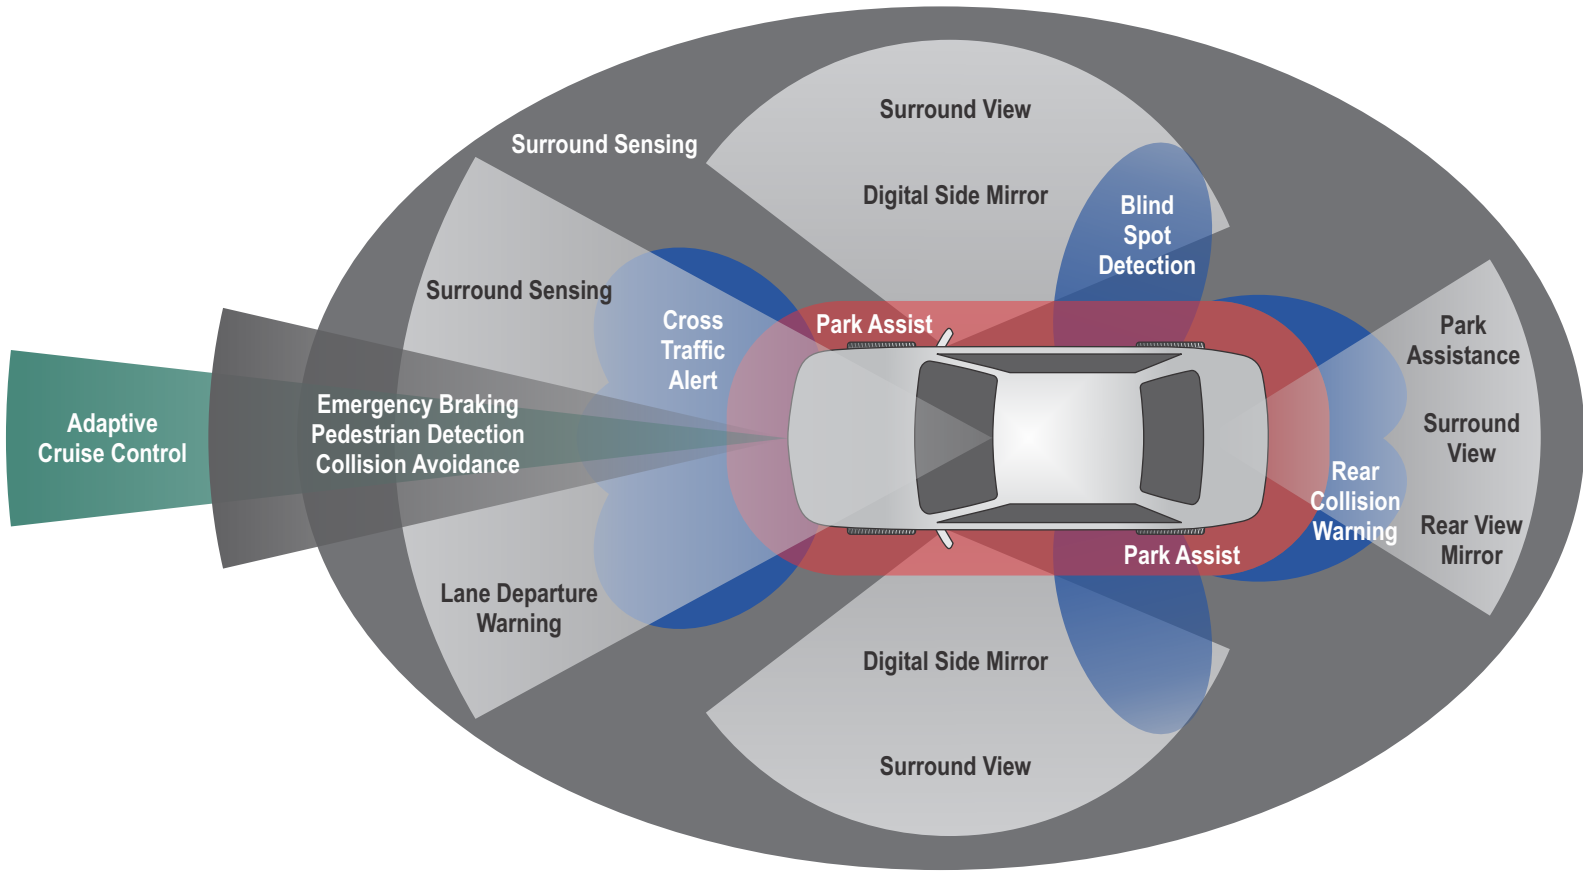 Surround View
Surround Sensing
Digital Side Mirror
Blind
Spot
Detection
Surround Sensing
Cross
Traffic
Alert
Park Assist
Park
Assistance
Adaptive
Cruise Control
Emergency Braking
Pedestrian Detection
Collision Avoidance
Surround
View
Rear
Collision
Warning
Rear View
Mirror
Park Assist
Lane Departure
Warning
Digital Side Mirror
Surround View